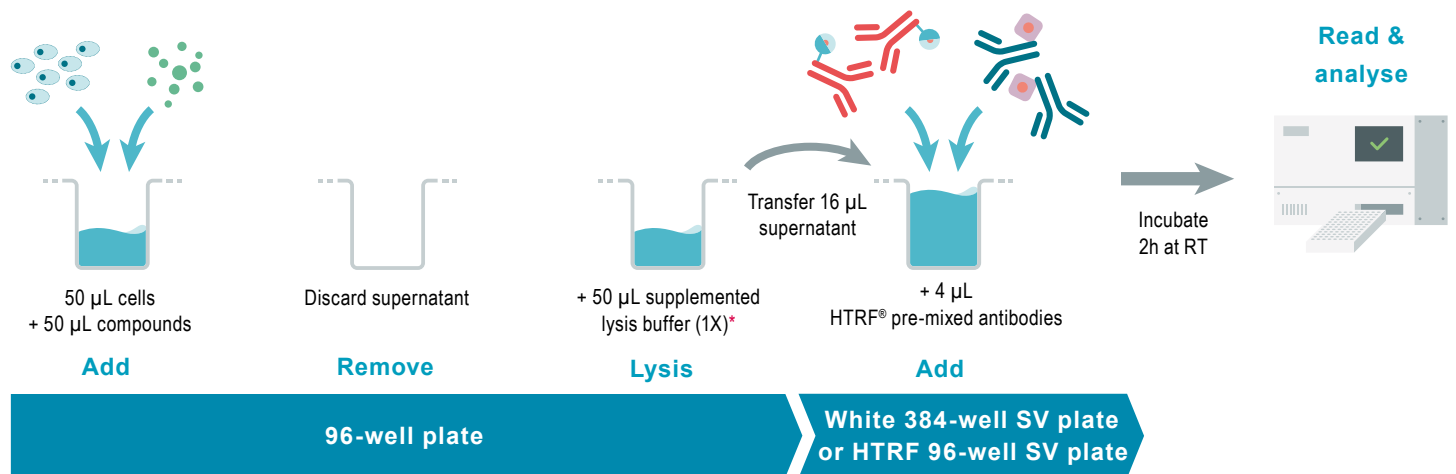 Read &
analyse
Transfer 16 µL
supernatant
Incubate
2h at RT
50 µL cells
+ 50 µL compounds
Discard supernatant
+ 50 µL supplemented
lysis buffer (1X)*
+ 4 µL
HTRF® pre-mixed antibodies
Add
Remove
Lysis
Add
96-well plate
White 384-well SV plate
or HTRF 96-well SV plate